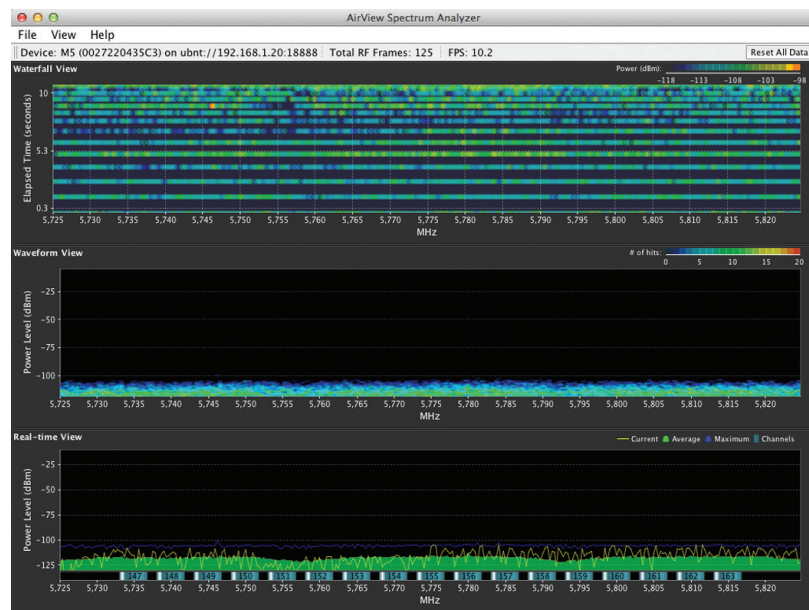 AirView Spectrum Analyzer
File View Help
Device: M5 (0027220435C3) on ubnt://192.168.1.20:18888 Total RF Frames: 125 FPS: 10.2 Reset All Data
Waterfall View Power (dBm): -118 -113 -108 -103 -98
Elapsed Time (seconds)
10
5.3
0.3
5,725 5,730 5,735 5,740 5,745 5,750 5,755 5,760 5,765 5,770 5,775 5,780 5,785 5,790 5,795 5,800 5,805 5,810 5,815 5,820
MHz
Waveform View # of hits: 0 5 10 15 20
Power Level (dBm)
-25
-50
-75
-100
5,725 5,730 5,735 5,740 5,745 5,750 5,755 5,760 5,765 5,770 5,775 5,780 5,785 5,790 5,795 5,800 5,805 5,810 5,815 5,820
MHz
Real-time View Current Average Maximum Channels
Power Level (dBm)
-25
-50
-75
-100
-125
147 148 149 150 151 152 153 154 155 156 157 158 159 160 161 162 163
5,725 5,730 5,735 5,740 5,745 5,750 5,755 5,760 5,765 5,770 5,775 5,780 5,785 5,790 5,795 5,800 5,805 5,810 5,815 5,820
MHz